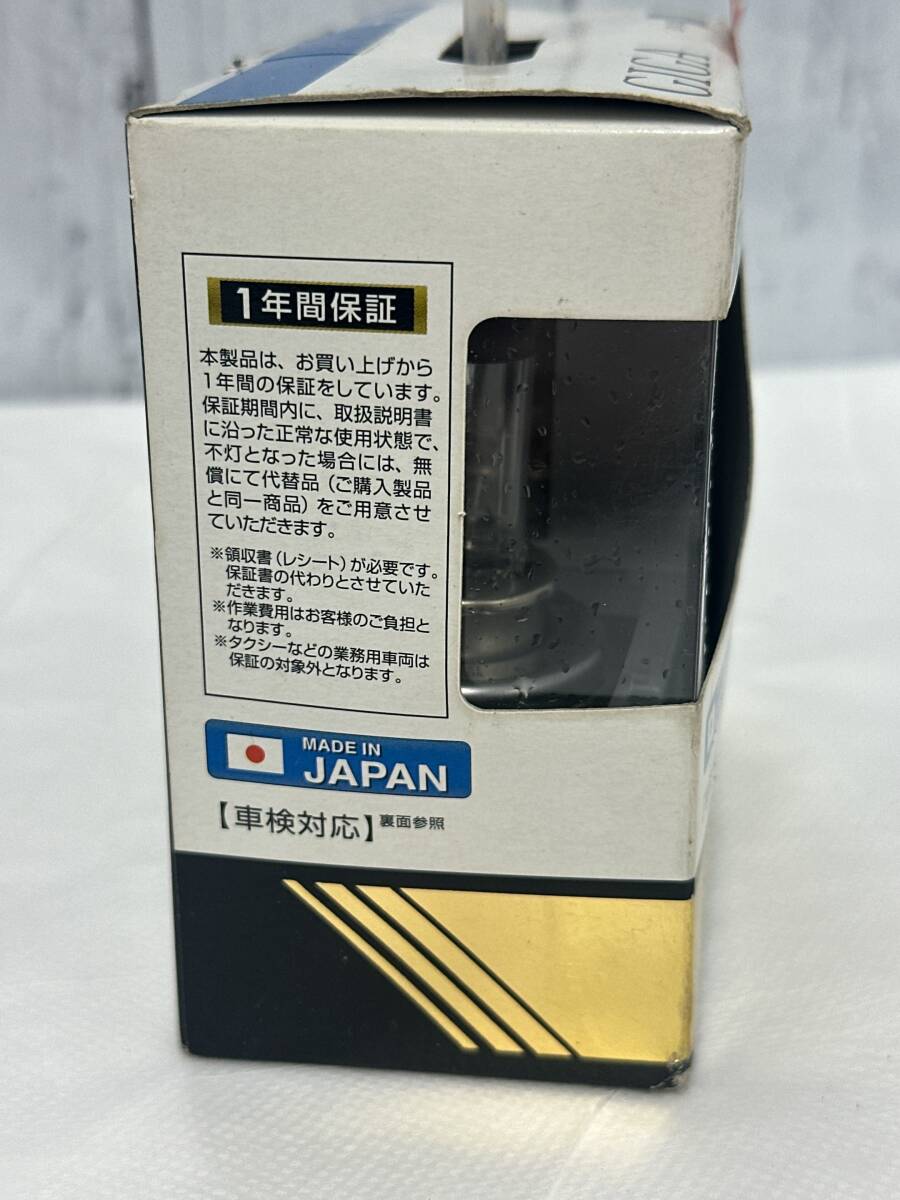 GIGA
1年間保証
本製品は、お買い上げから
1年間の保証をしています。
保証期間内に、取扱説明書
に沿った正常な使用状態で、
不灯となった場合には、無
償にて代替品（ご購入製品
と同一商品）をご用意させ
ていただきます。
※領収書（レシート）が必要です。
保証書の代わりとさせていた
だきます。
※作業費用はお客様のご負担と
なります。
※タクシーなどの業務用車両は
保証の対象外となります。
MADE IN
JAPAN
【車検対応】裏面参照